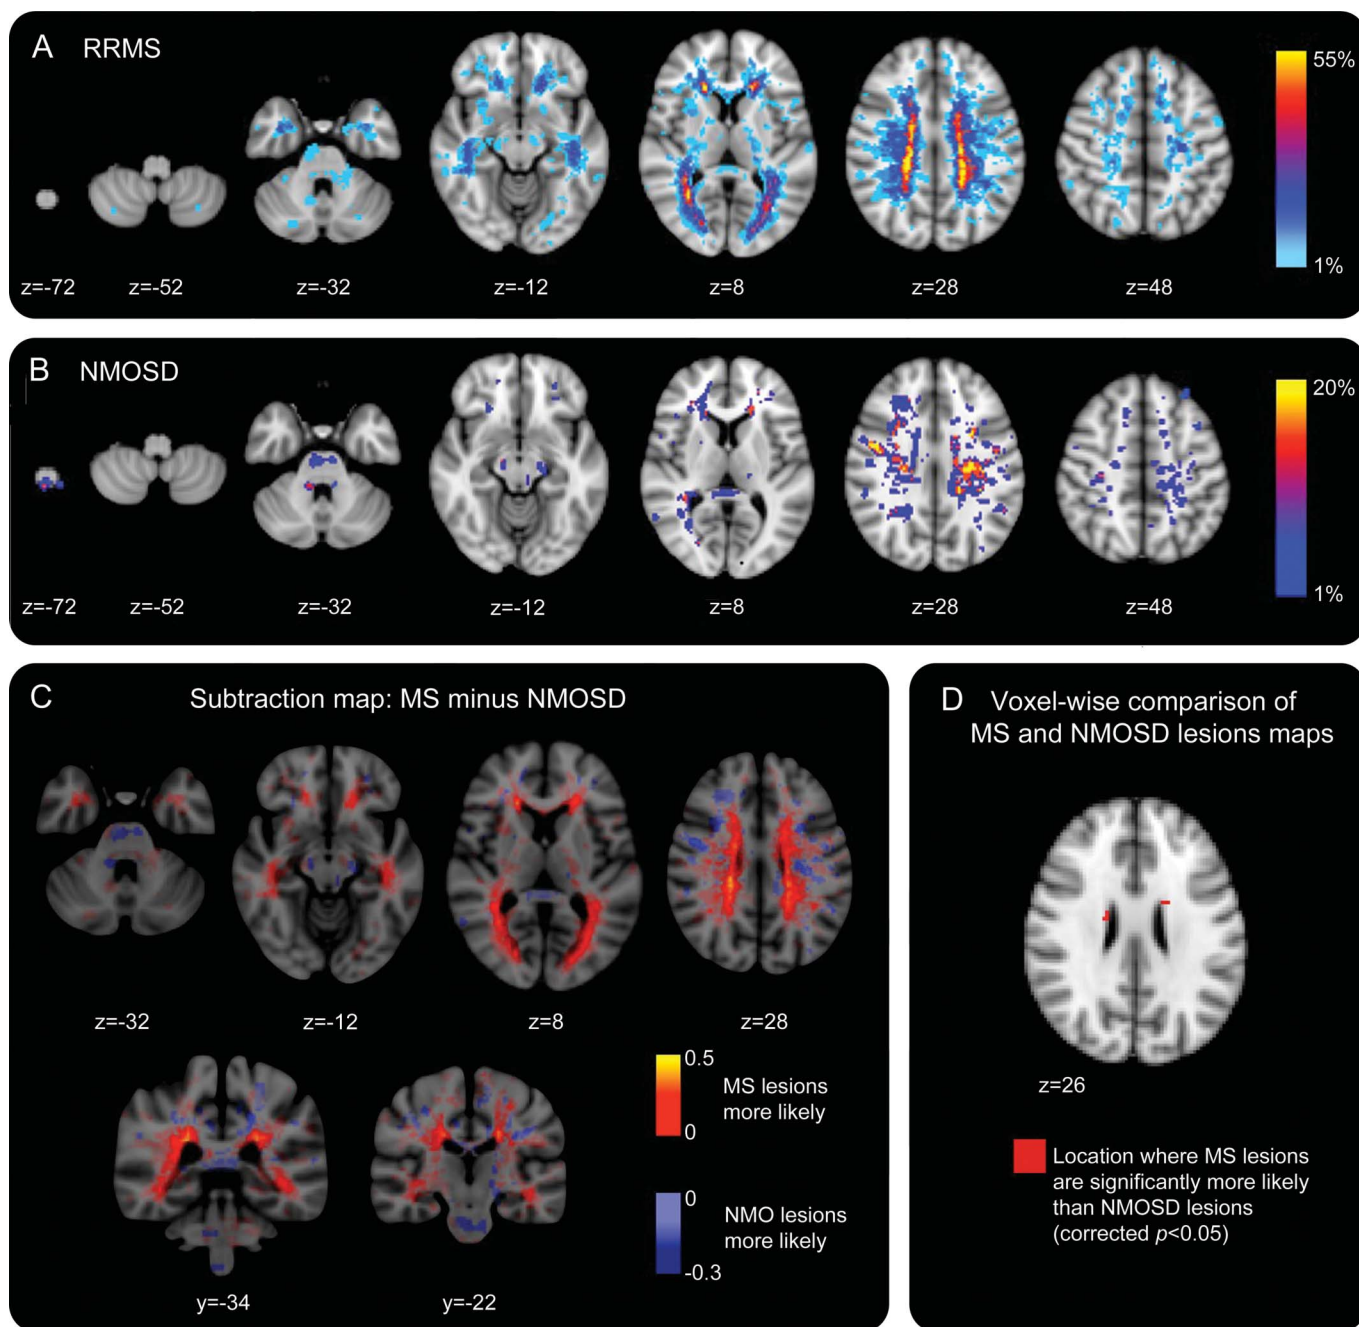 A RRMS
55%
1%
z=-72 z=-52 z=-32 z=-12 z=8 z=28 z=48
B NMOSD
20%
1%
z=-72 z=-52 z=-32 z=-12 z=8 z=28 z=48
C Subtraction map: MS minus NMOSD
z=-32 z=-12 z=8 z=28
0.5
MS lesions
more likely
0
0
NMO lesions
more likely
-0.3
y=-34 y=-22
D Voxel-wise comparison of
MS and NMOSD lesions maps
z=26
Location where MS lesions
are significantly more likely
than NMOSD lesions
(corrected p<0.05)